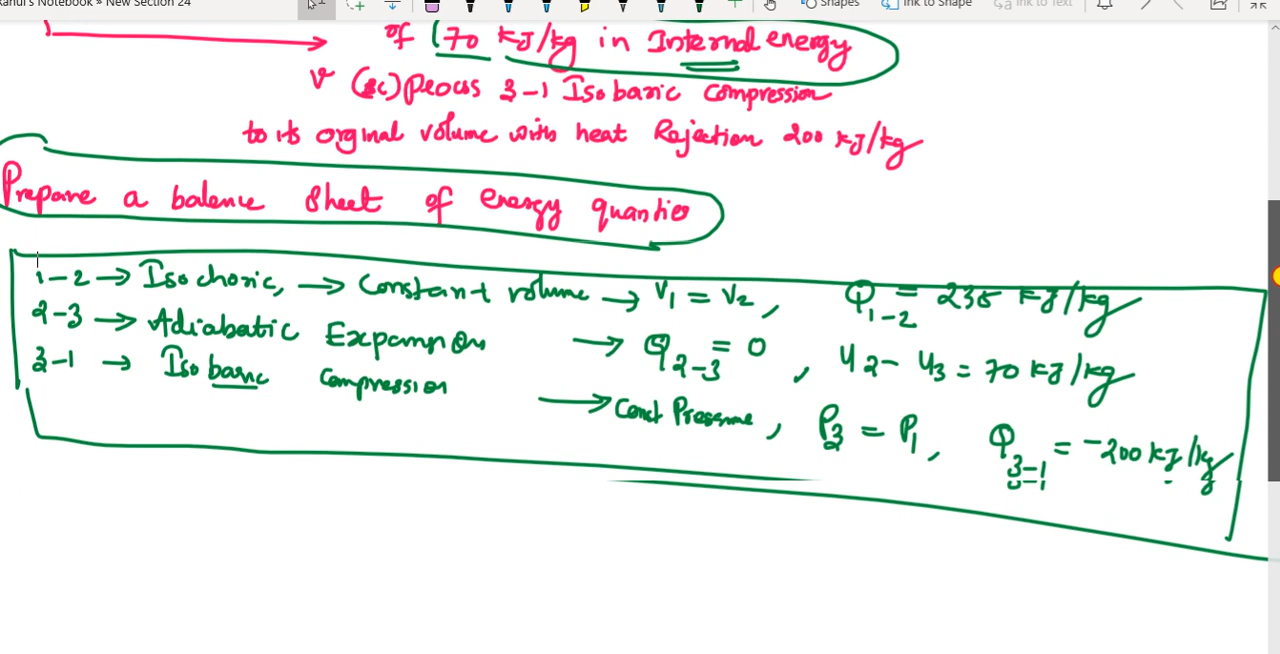 Rahul's Notebook » New Section 24
Shapes Ink to Shape Ink to Text
of (70 kJ/kg in Internal energy
(c) Process 3-1 Isobaric compression
to its orginal volume with heat Rejection 200 kJ/kg
Prepare a balence sheet of energy quanties
1-2 → Isochoric, → Constant volume → V1 = V2, Q1-2 = 235 kJ/kg
2-3 → Adiabatic Expansion → Q2-3 = 0, u2 - u3 = 70 kJ/kg
3-1 → Isobaric Compression → Const Pressure, P3 = P1, Q3-1 = -200 kJ/kg